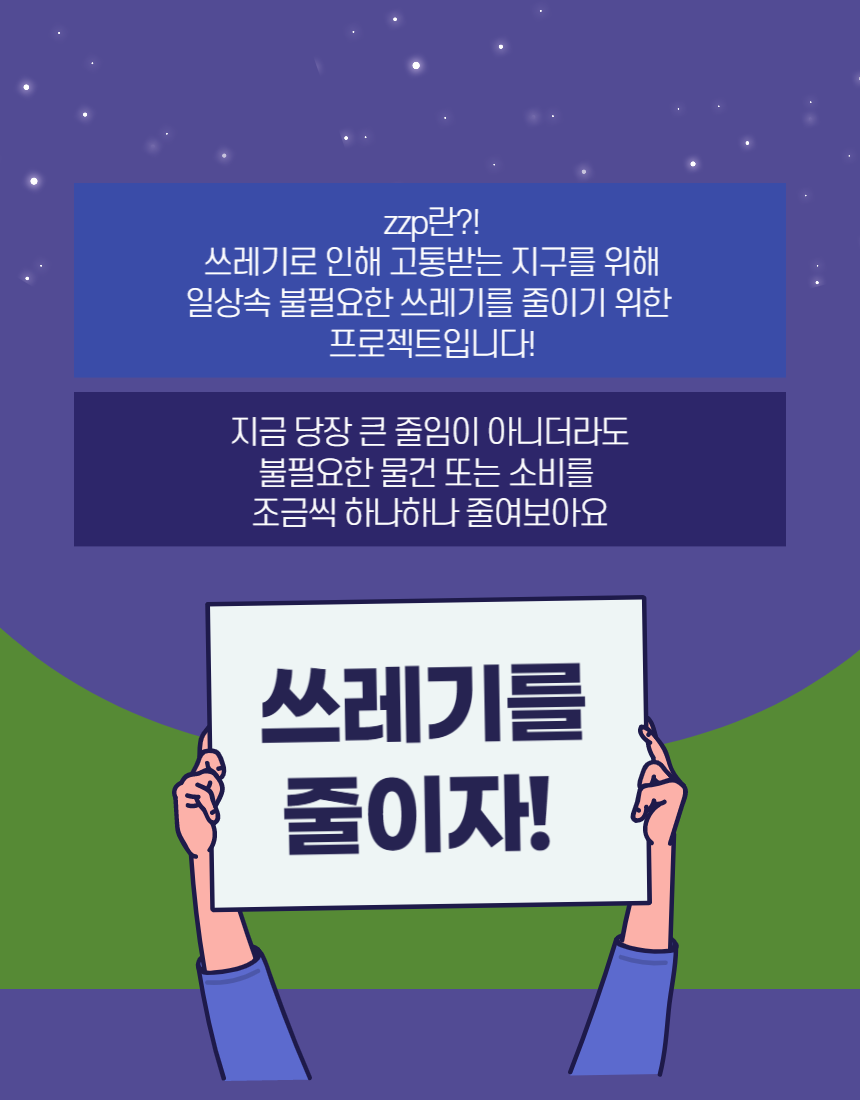 zzp란?!
쓰레기로 인해 고통받는 지구를 위해
일상속 불필요한 쓰레기를 줄이기 위한
프로젝트입니다!
지금 당장 큰 줄임이 아니더라도
불필요한 물건 또는 소비를
조금씩 하나하나 줄여보아요
쓰레기를
줄이자!